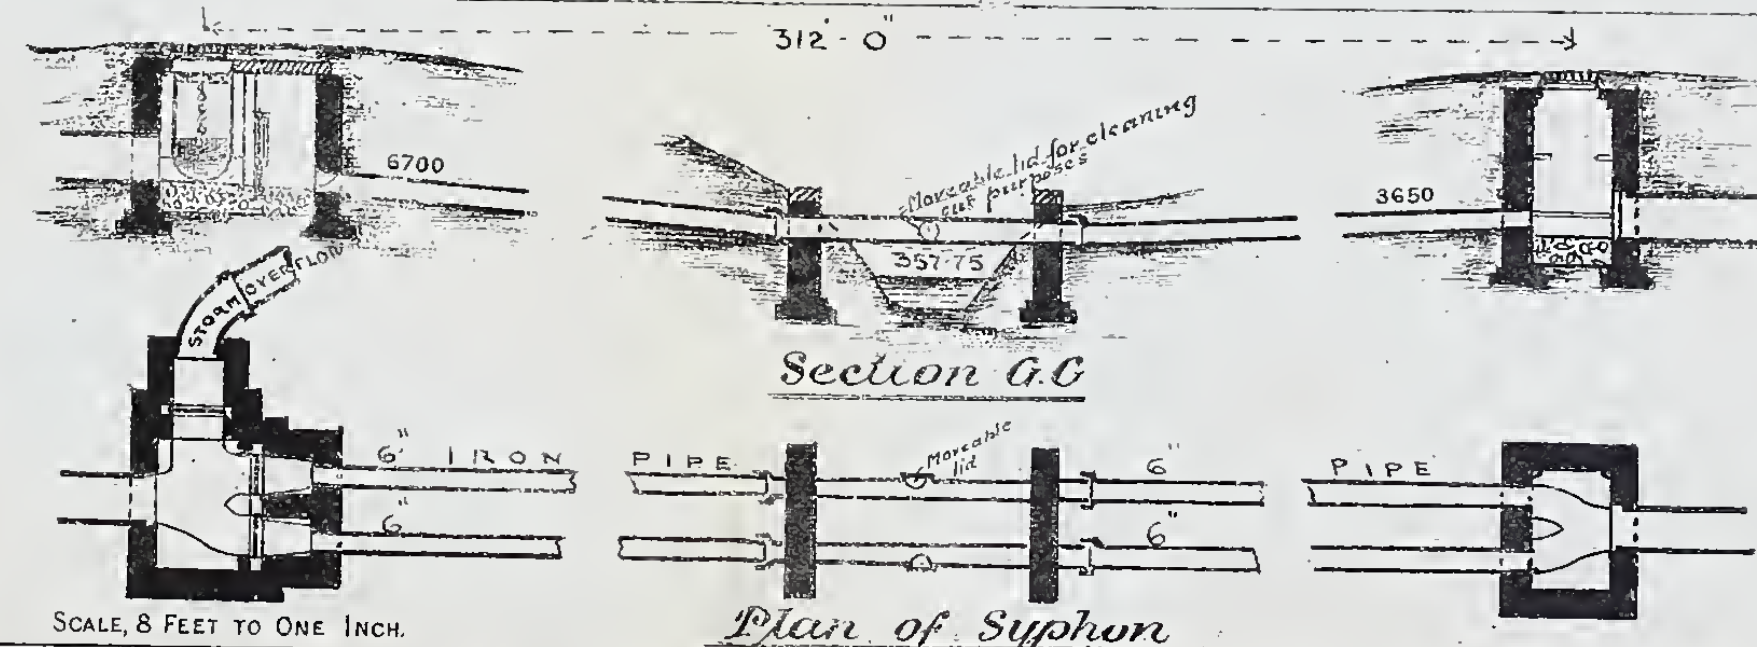 312'-0"
6700
Moveable lid for cleaning
out purposes
3650
357·75
STORM OVERFLOW
Section G.G
6" IRON PIPE
Moveable
lid
6"
PIPE
6"
6"
SCALE, 8 FEET TO ONE INCH.
Plan of Syphon